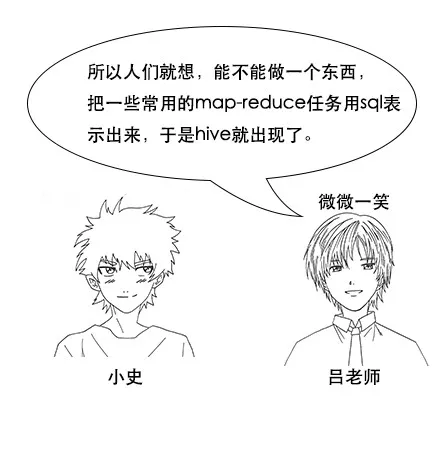 所以人们就想，能不能做一个东西，
把一些常用的map-reduce任务用sql表
示出来，于是hive就出现了。
微微一笑
小史
吕老师